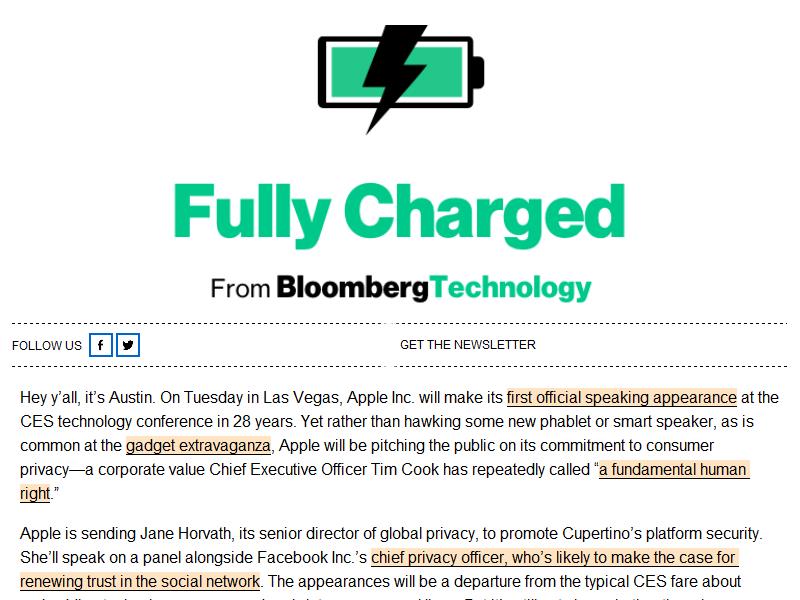 Fully Charged
From BloombergTechnology
FOLLOW US
GET THE NEWSLETTER
Hey y’all, it’s Austin. On Tuesday in Las Vegas, Apple Inc. will make its first official speaking appearance at the
CES technology conference in 28 years. Yet rather than hawking some new phablet or smart speaker, as is
common at the gadget extravaganza, Apple will be pitching the public on its commitment to consumer
privacy—a corporate value Chief Executive Officer Tim Cook has repeatedly called “a fundamental human
right.”
Apple is sending Jane Horvath, its senior director of global privacy, to promote Cupertino’s platform security.
She’ll speak on a panel alongside Facebook Inc.’s chief privacy officer, who’s likely to make the case for
renewing trust in the social network. The appearances will be a departure from the typical CES fare about